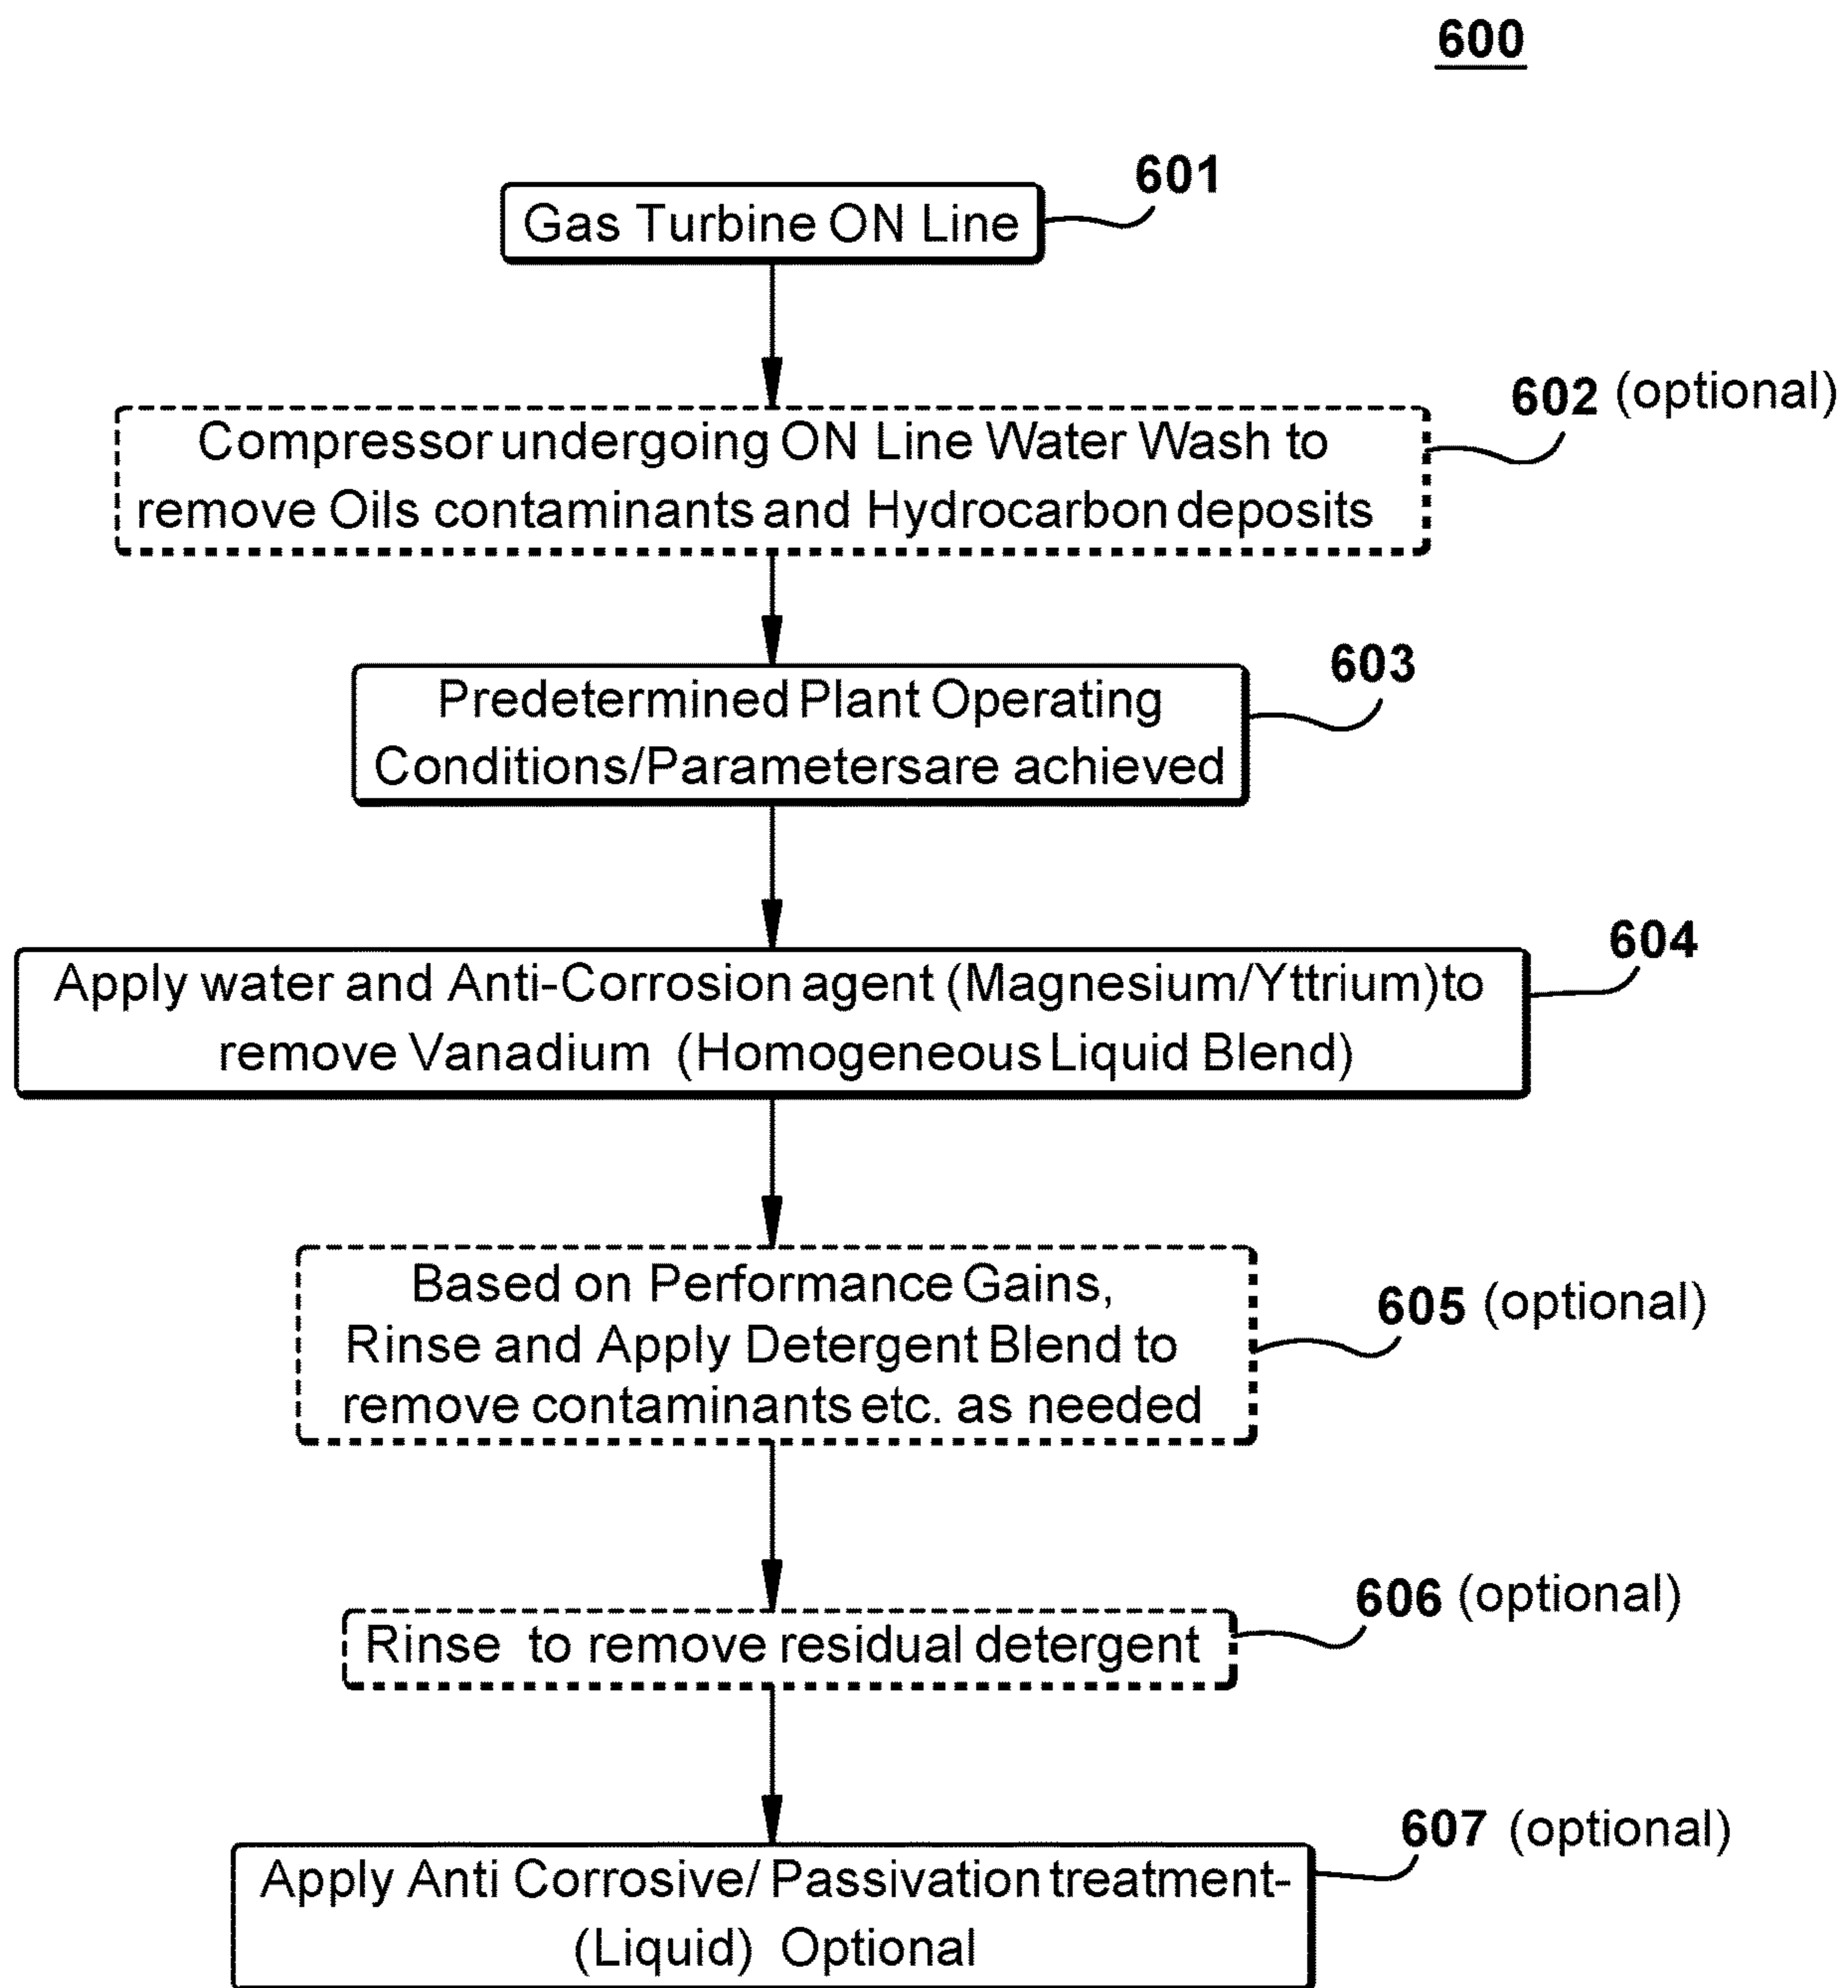 600
601
Gas Turbine ON Line
602 (optional)
Compressor undergoing ON Line Water Wash to
remove Oils contaminants and Hydrocarbon deposits
603
Predetermined Plant Operating
Conditions/Parametersare achieved
604
Apply water and Anti-Corrosion agent (Magnesium/Yttrium)to
remove Vanadium (Homogeneous Liquid Blend)
605 (optional)
Based on Performance Gains,
Rinse and Apply Detergent Blend to
remove contaminants etc. as needed
606 (optional)
Rinse to remove residual detergent
607 (optional)
Apply Anti Corrosive/ Passivation treatment-
(Liquid) Optional